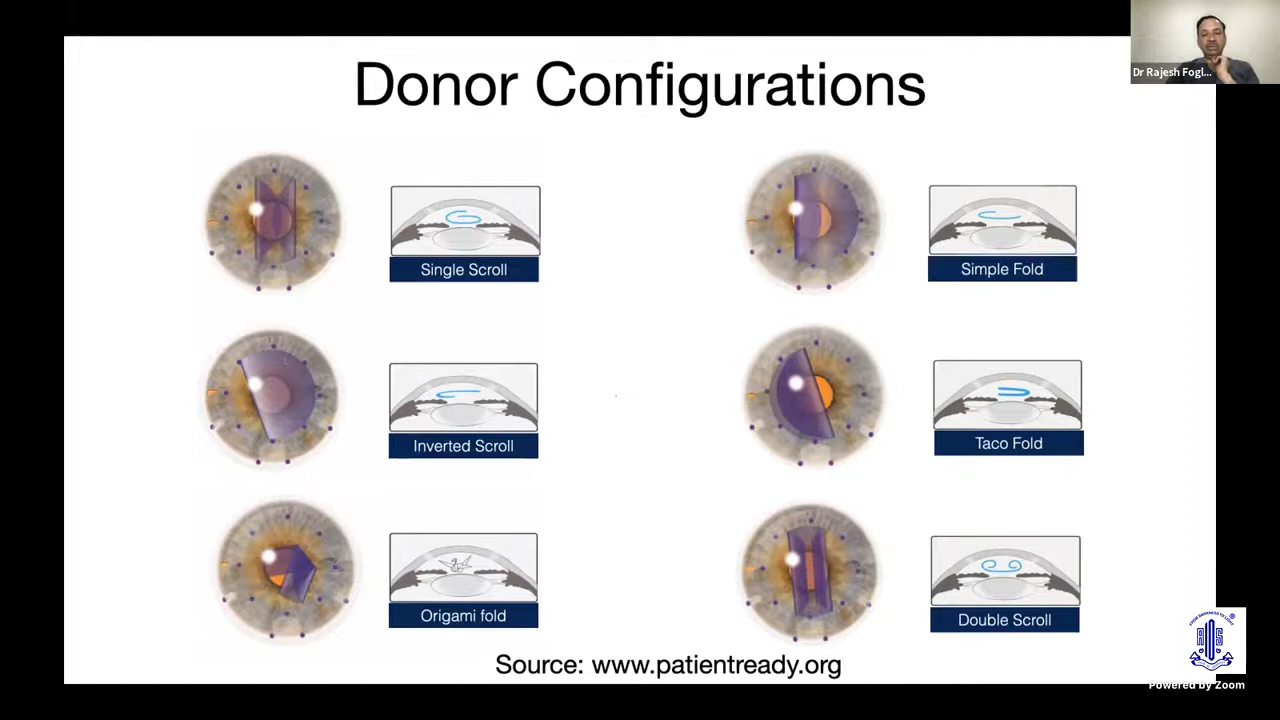 Donor Configurations
Dr Rajesh Fogl...
Single Scroll
Simple Fold
Inverted Scroll
Taco Fold
Origami fold
Double Scroll
Source: www.patientready.org
Powered by Zoom